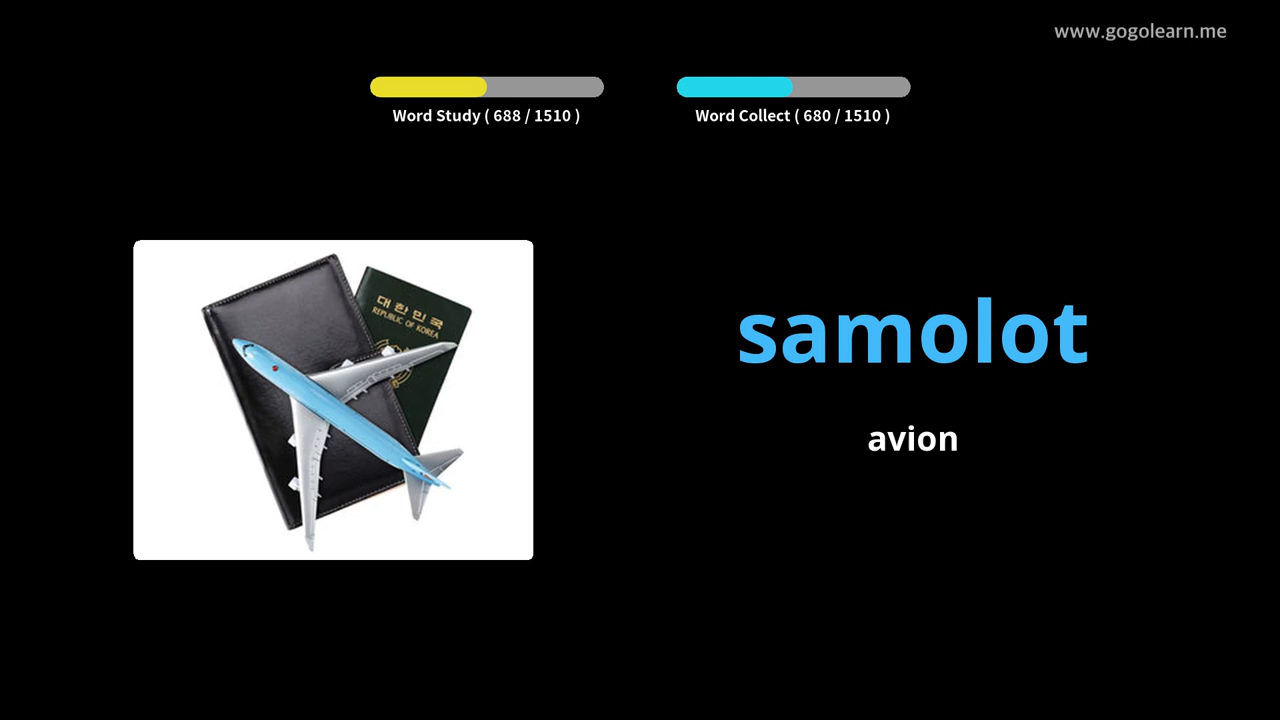 www.gogolearn.me
Word Study ( 688 / 1510 )
Word Collect ( 680 / 1510 )
대한민국
REPUBLIC OF KOREA
samolot
avion